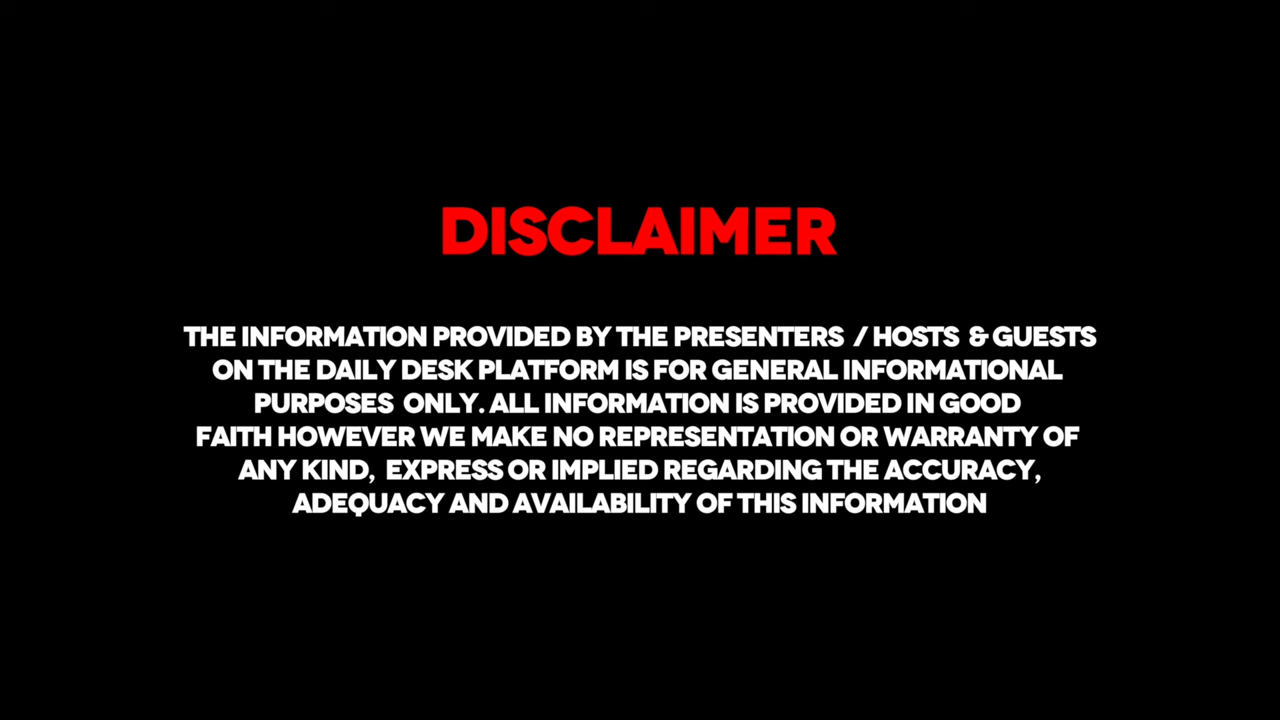 DISCLAIMER
THE INFORMATION PROVIDED BY THE PRESENTERS / HOSTS & GUESTS
ON THE DAILY DESK PLATFORM IS FOR GENERAL INFORMATIONAL
PURPOSES ONLY. ALL INFORMATION IS PROVIDED IN GOOD
FAITH HOWEVER WE MAKE NO REPRESENTATION OR WARRANTY OF
ANY KIND, EXPRESS OR IMPLIED REGARDING THE ACCURACY,
ADEQUACY AND AVAILABILITY OF THIS INFORMATION